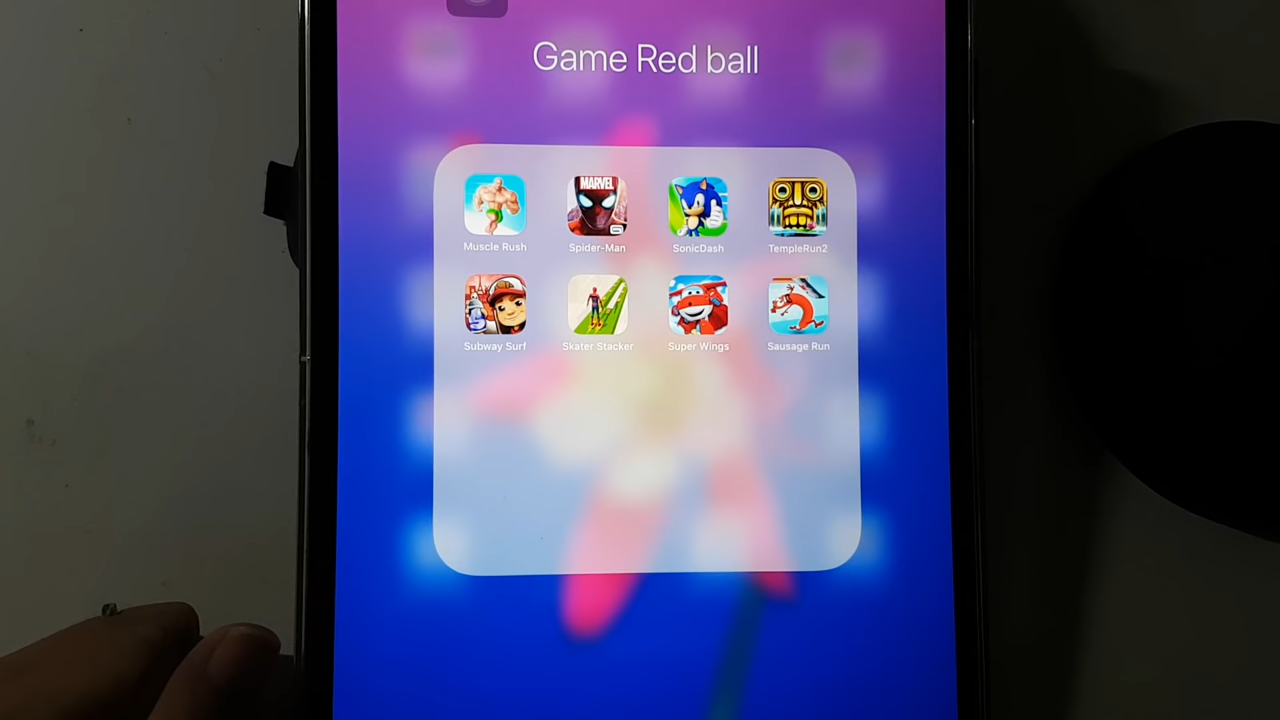 Game Red ball
MARVEL
Muscle Rush
Spider-Man
SonicDash
TempleRun2
Subway Surf
Skater Stacker
Super Wings
Sausage Run